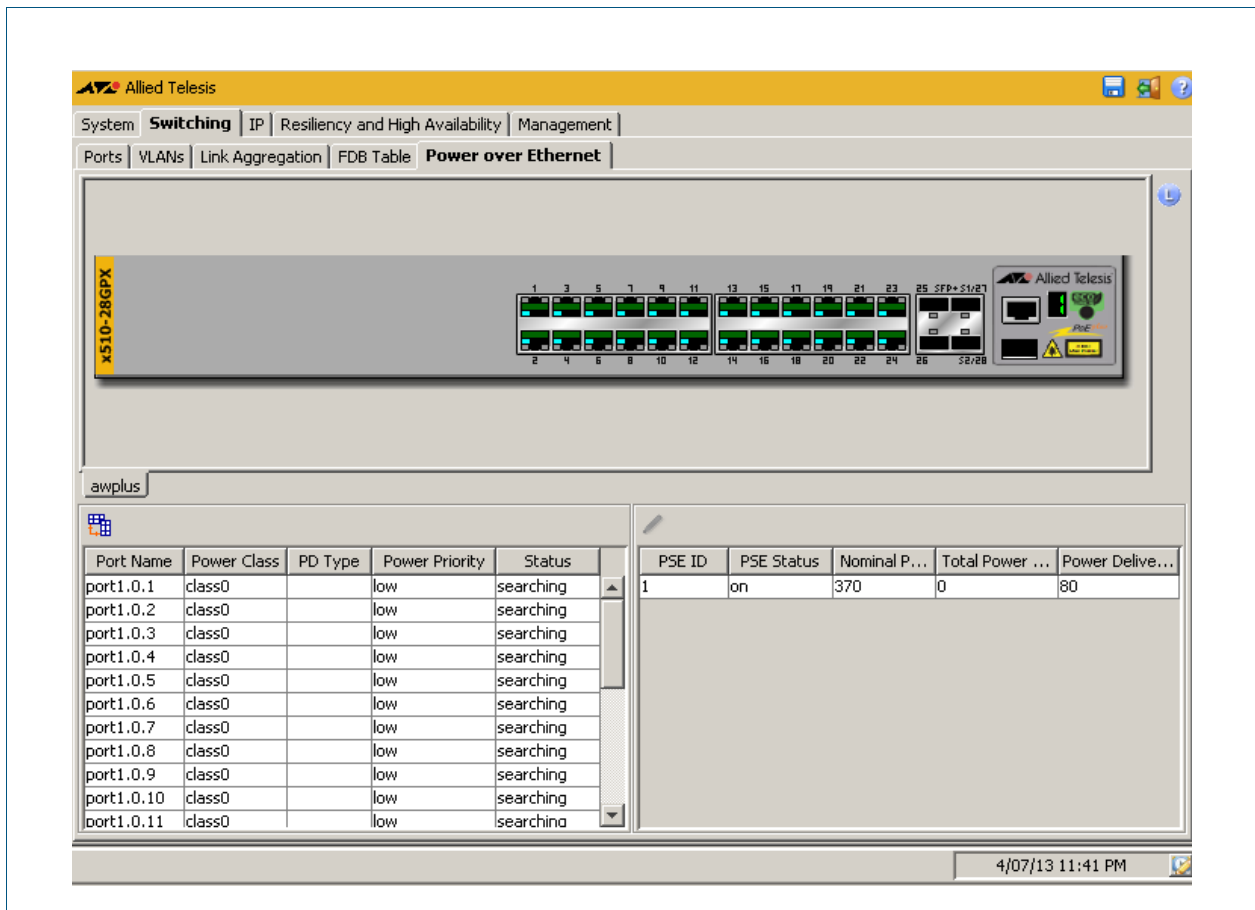 Allied Telesis
System Switching IP Resiliency and High Availability Management
Ports VLANs Link Aggregation FDB Table Power over Ethernet
L
x510-28GPX
1 3 5 7 9 11 13 15 17 19 21 23 25 SFP+ S1/27
Allied Telesis
PoE
2 4 6 8 10 12 14 16 18 20 22 24 26 S2/28
awplus
Port Name Power Class PD Type Power Priority Status
port1.0.1 class0 low searching
port1.0.2 class0 low searching
port1.0.3 class0 low searching
port1.0.4 class0 low searching
port1.0.5 class0 low searching
port1.0.6 class0 low searching
port1.0.7 class0 low searching
port1.0.8 class0 low searching
port1.0.9 class0 low searching
port1.0.10 class0 low searching
port1.0.11 class0 low searching
PSE ID PSE Status Nominal P... Total Power ... Power Delive...
1 on 370 0 80
4/07/13 11:41 PM